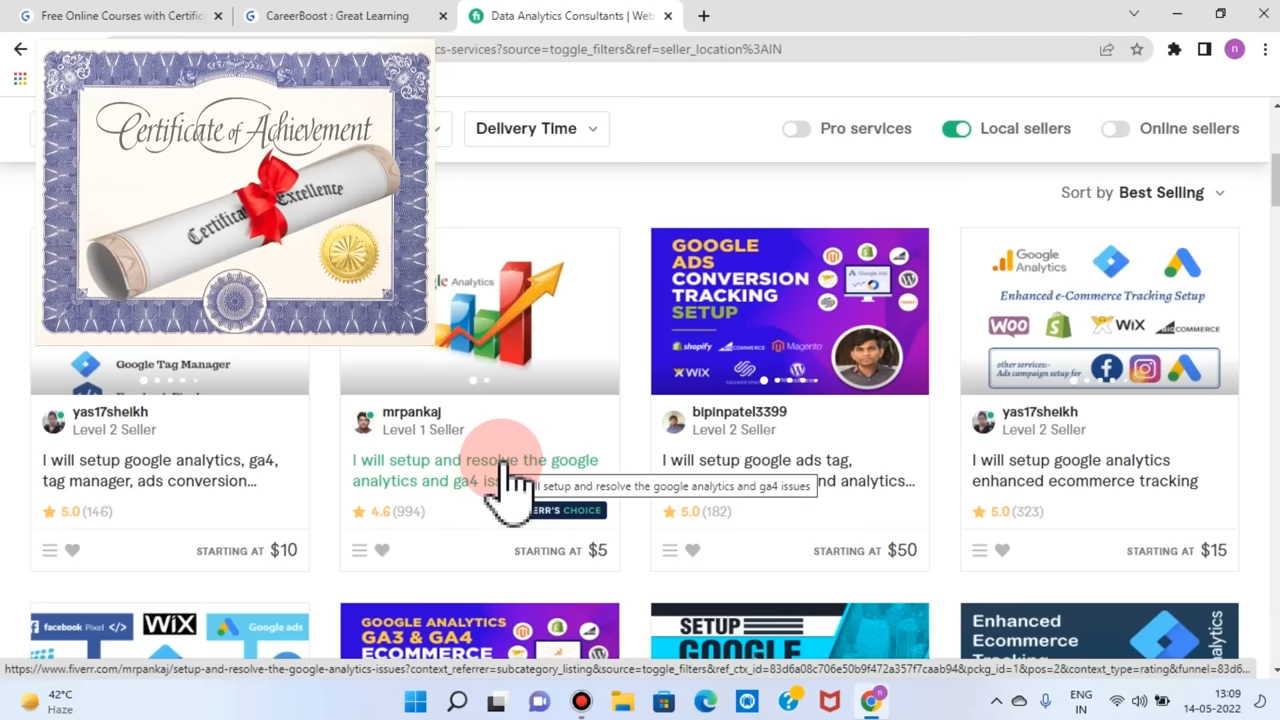 Free Online Courses with Certific
CareerBoost : Great Learning
Data Analytics Consultants | Web
cs-services?source=toggle_filters&ref=seller_location%3AIN
n
Certificate of Achievement
Certificate Excellence
Delivery Time
Pro services
Local sellers
Online sellers
Sort by Best Selling
Google Tag Manager
Analytics
GOOGLE
ADS
CONVERSION
TRACKING
SETUP
Google Ads
shopify
BIGCOMMERCE
Magento
WIX
SQUARESPACE
WORDPRESS
Google
Analytics
Enhanced e-Commerce Tracking Setup
WOO
WiX
BIGCOMMERCE
other services:-
Ads campaign setup for
yas17sheikh
Level 2 Seller
I will setup google analytics, ga4,
tag manager, ads conversion...
5.0 (146)
STARTING AT $10
mrpankaj
Level 1 Seller
I will setup and resolve the google
analytics and ga4 iss
setup and resolve the google analytics and ga4 issues
4.6 (994)
ERR'S CHOICE
STARTING AT $5
bipinpatel3399
Level 2 Seller
I will setup google ads tag,
nd analytics...
5.0 (182)
STARTING AT $50
yas17sheikh
Level 2 Seller
I will setup google analytics
enhanced ecommerce tracking
5.0 (323)
STARTING AT $15
facebook Pixel </>
WiX
Google ads
GOOGLE ANALYTICS
GA3 & GA4
ECOMMERCE
SETUP
GOOGLE
Enhanced
Ecommerce
Tracking
Analytics
https://www.fiverr.com/mrpankaj/setup-and-resolve-the-google-analytics-issues?context_referrer=subcategory_listing&source=toggle_filters&ref_ctx_id=83d6a08c706e50b9f472a357f7caab94&pckg_id=1&pos=2&context_type=rating&funnel=83d6...
42°C
Haze
n
ENG
IN
13:09
14-05-2022